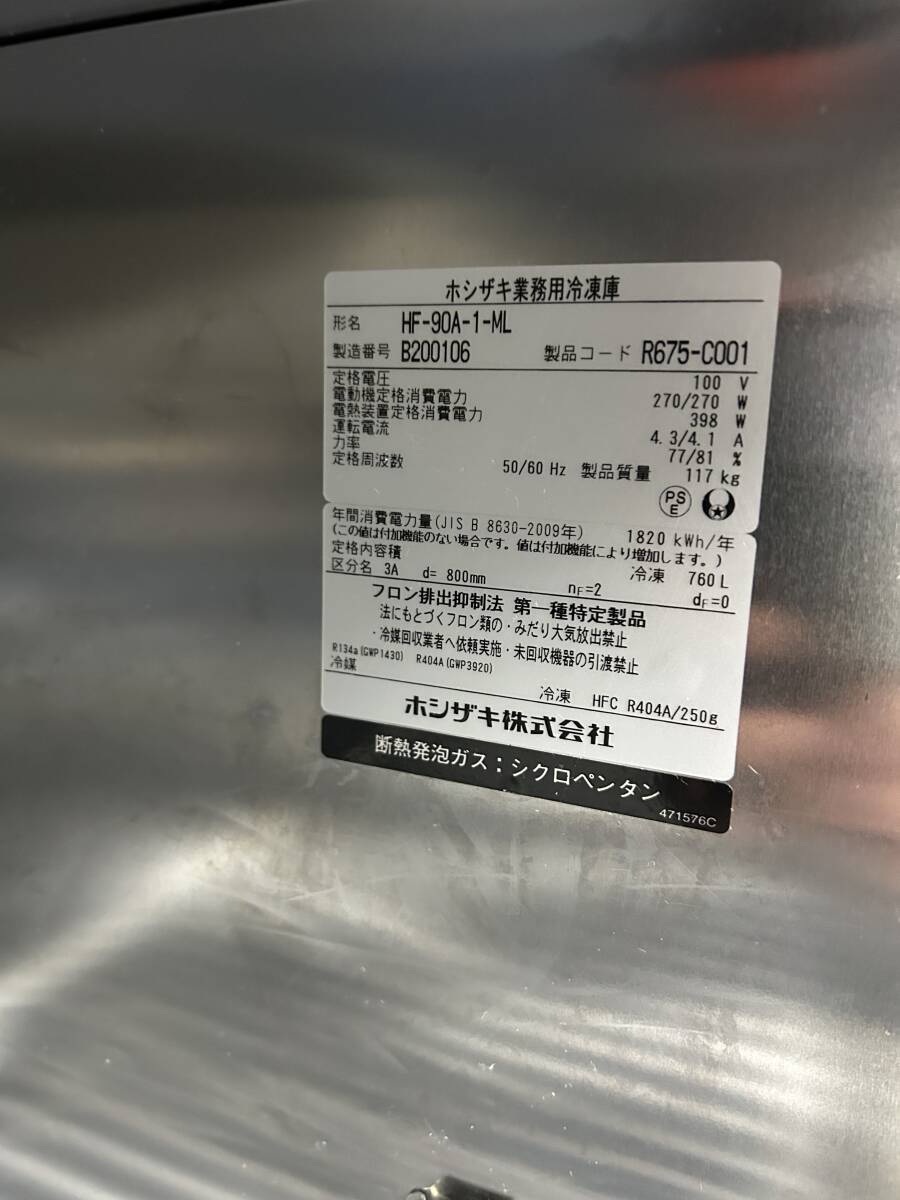 ホシザキ業務用冷凍庫
形名 HF-90A-1-ML
製造番号 B200106 製品コード R675-C001
定格電圧 100 V
電動機定格消費電力 270/270 W
電熱装置定格消費電力 398 W
運転電流 4.3/4.1 A
力率 77/81 %
定格周波数 50/60 Hz 製品質量 117 kg
PS E
年間消費電力量(JIS B 8630-2009年) 1820 kWh/年
(この値は付加機能のない場合です。値は付加機能により増加します。)
定格内容積 冷凍 760 L
区分名 3A d= 800mm nF=2 dF=0
フロン排出抑制法 第一種特定製品
法にもとづくフロン類の・みだり大気放出禁止
・冷媒回収業者へ依頼実施・未回収機器の引渡禁止
R134a(GWP1430) R404A(GWP3920)
冷媒 冷凍 HFC R404A/250g
ホシザキ株式会社
断熱発泡ガス：シクロペンタン
471576C